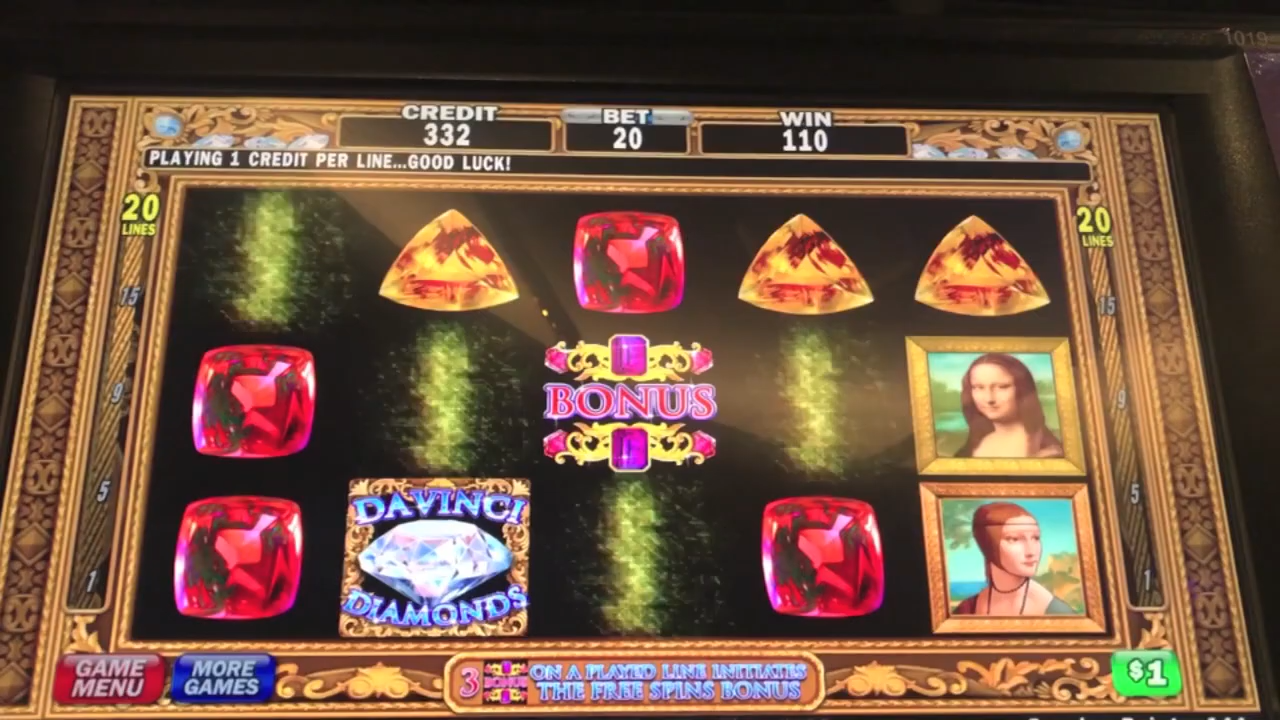 1019
CREDIT BET WIN
332 20 110
PLAYING 1 CREDIT PER LINE...GOOD LUCK!
20 20
LINES LINES
15 15
9 9
BONUS
5 5
DAVINCI
DIAMONDS
1 1
GAME MENU
MORE GAMES
3 BONUS ON A PLAYED LINE INITIATES
THE FREE SPINS BONUS
$1